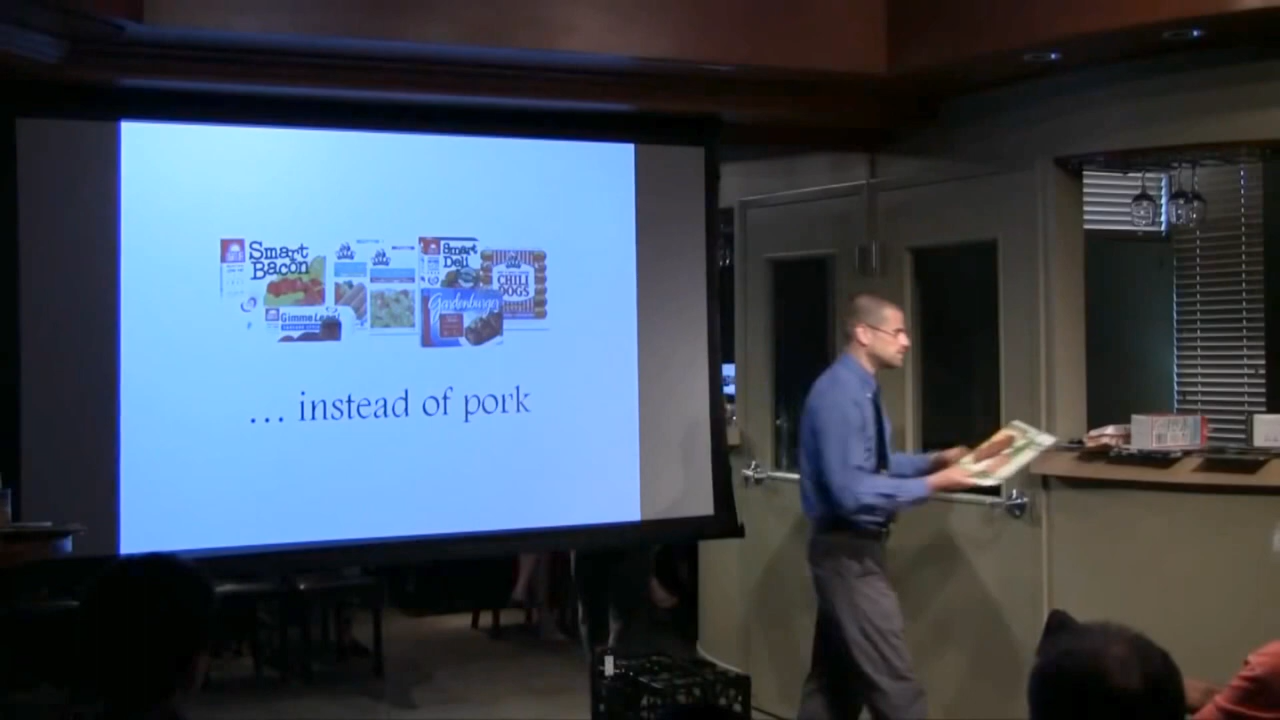 Smart
Bacon
Gimme Lean!
Smart
Deli
CHILI
DOGS
Gardenburger
... instead of pork